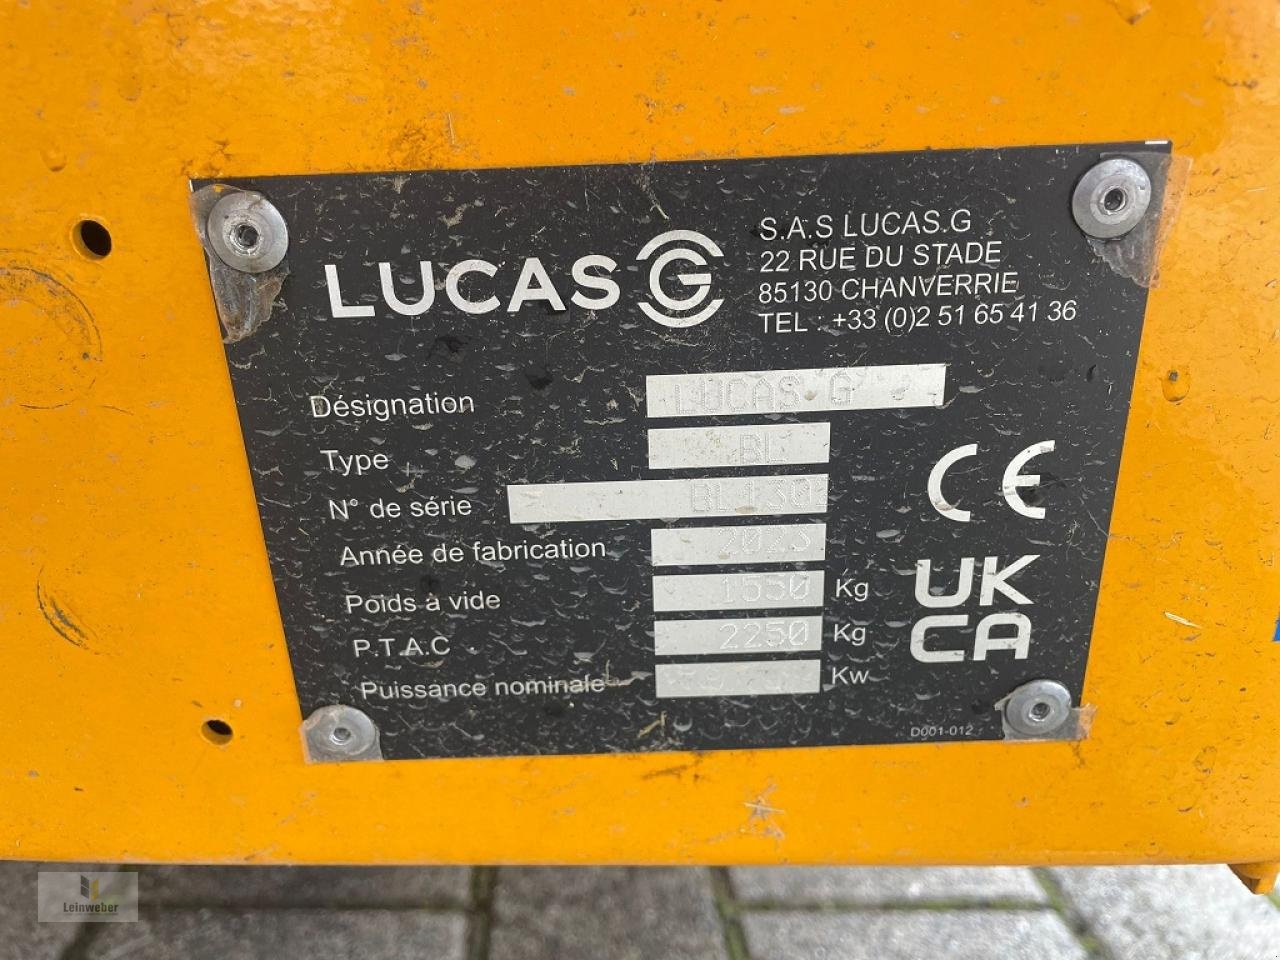 LUCAS G
S.A.S LUCAS.G
22 RUE DU STADE
85130 CHANVERRIE
TEL : +33 (0)2 51 65 41 36
Désignation LUCAS G
Type BL
N° de série
Année de fabrication 2023
Poids à vide 1550 Kg
P.T.A.C 2250 Kg
Puissance nominale Kw
CE
UK
CA
D001-012
Leinweber